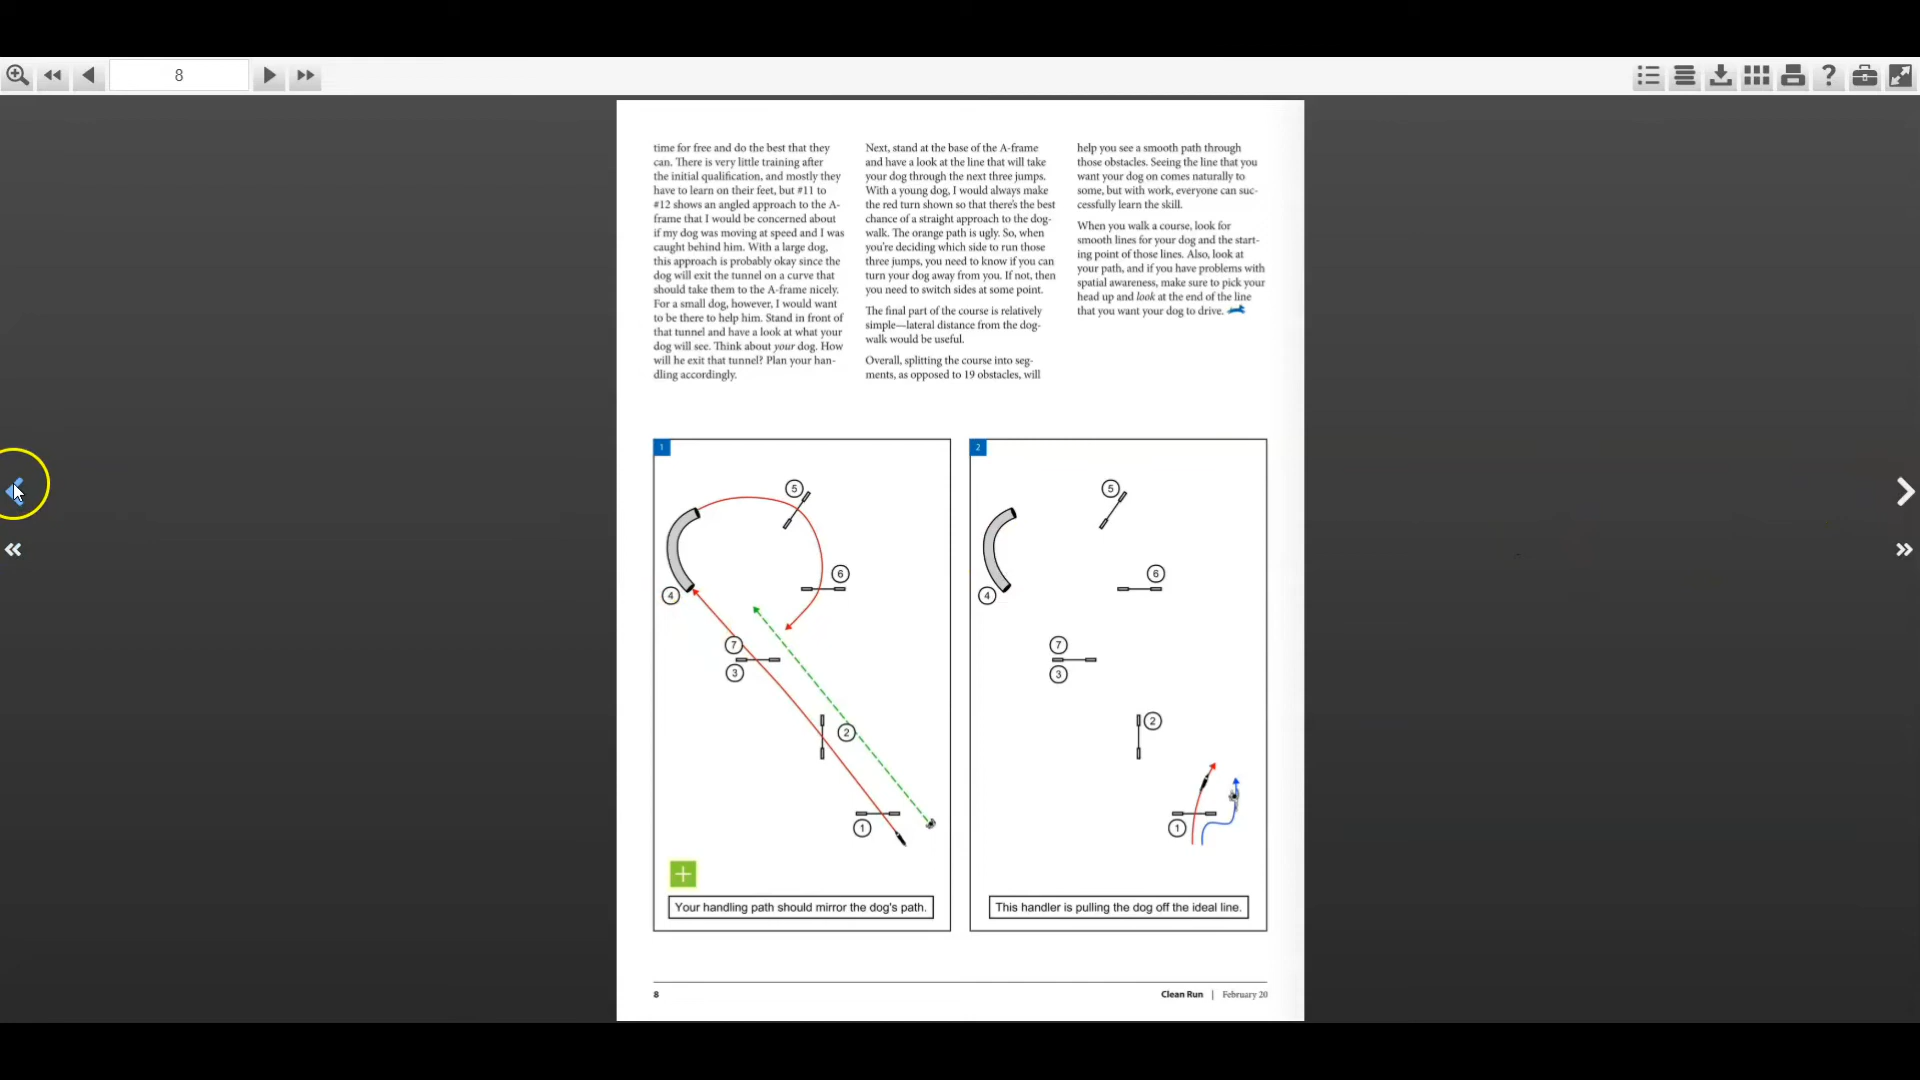 8
time for free and do the best that they
can. There is very little training after
the initial qualification, and mostly they
have to learn on their feet, but #11 to
#12 shows an angled approach to the A-
frame that I would be concerned about
if my dog was moving at speed and I was
caught behind him. With a large dog,
this approach is probably okay since the
dog will exit the tunnel on a curve that
should take them to the A-frame nicely.
For a small dog, however, I would want
to be there to help him. Stand in front of
that tunnel and have a look at what your
dog will see. Think about your dog. How
will he exit that tunnel? Plan your han-
dling accordingly.
Next, stand at the base of the A-frame
and have a look at the line that will take
your dog through the next three jumps.
With a young dog, I would always make
the red turn shown so that there's the best
chance of a straight approach to the dog-
walk. The orange path is ugly. So, when
you're deciding which side to run those
three jumps, you need to know if you can
turn your dog away from you. If not, then
you need to switch sides at some point.
The final part of the course is relatively
simple—lateral distance from the dog-
walk would be useful.
Overall, splitting the course into seg-
ments, as opposed to 19 obstacles, will
help you see a smooth path through
those obstacles. Seeing the line that you
want your dog on comes naturally to
some, but with work, everyone can suc-
cessfully learn the skill.
When you walk a course, look for
smooth lines for your dog and the start-
ing point of those lines. Also, look at
your path, and if you have problems with
spatial awareness, make sure to pick your
head up and look at the end of the line
that you want your dog to drive.
1
5
6
4
7
3
2
1
Your handling path should mirror the dog's path.
2
5
6
4
7
3
2
1
This handler is pulling the dog off the ideal line.
8
Clean Run | February 20